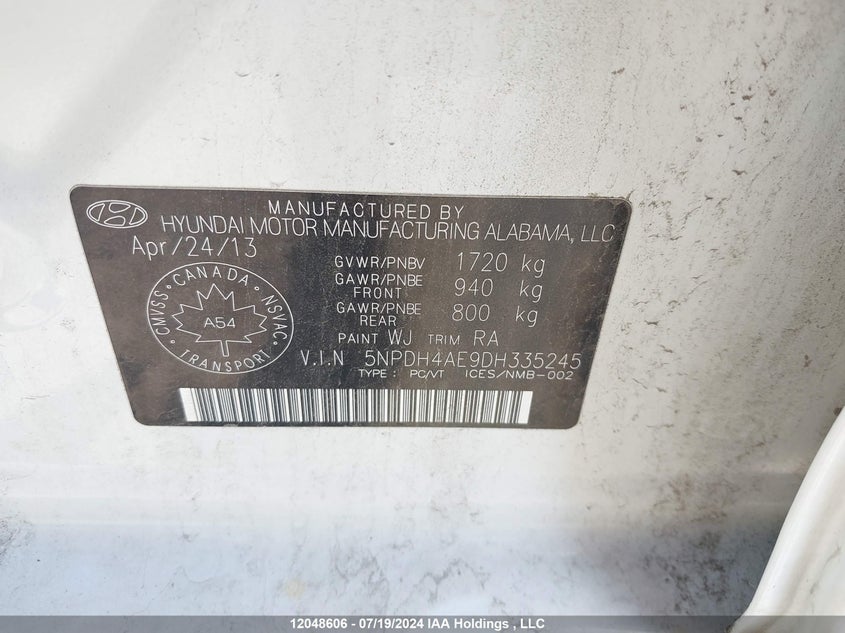 MANUFACTURED BY
HYUNDAI MOTOR MANUFACTURING ALABAMA, LLC
Apr/24/13
GVWR/PNBV 1720 kg
GAWR/PNBE FRONT 940 kg
GAWR/PNBE REAR 800 kg
PAINT WJ TRIM RA
V.I.N 5NPDH4AE9DH335245
TYPE : PC/VT ICES/NMB-002
CANADA
CMVSS NSVAC
A54
TRANSPORT
12048606 - 07/19/2024 IAA Holdings , LLC